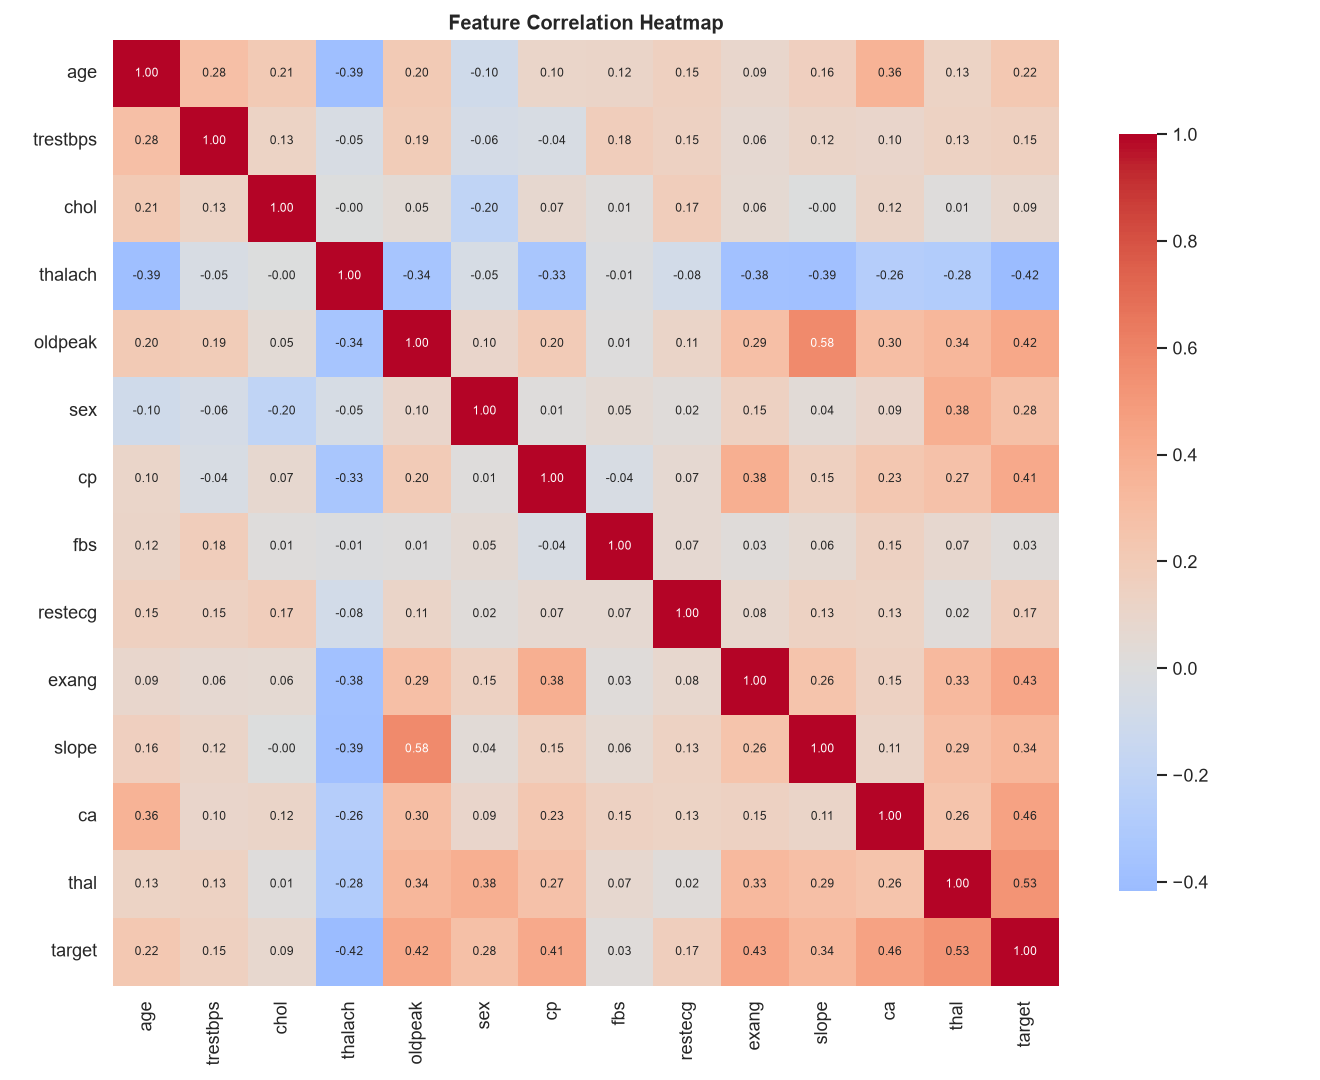 Feature Correlation Heatmap
age 1.00 0.28 0.21 -0.39 0.20 -0.10 0.10 0.12 0.15 0.09 0.16 0.36 0.13 0.22
trestbps 0.28 1.00 0.13 -0.05 0.19 -0.06 -0.04 0.18 0.15 0.06 0.12 0.10 0.13 0.15
chol 0.21 0.13 1.00 -0.00 0.05 -0.20 0.07 0.01 0.17 0.06 -0.00 0.12 0.01 0.09
thalach -0.39 -0.05 -0.00 1.00 -0.34 -0.05 -0.33 -0.01 -0.08 -0.38 -0.39 -0.26 -0.28 -0.42
oldpeak 0.20 0.19 0.05 -0.34 1.00 0.10 0.20 0.01 0.11 0.29 0.58 0.30 0.34 0.42
sex -0.10 -0.06 -0.20 -0.05 0.10 1.00 0.01 0.05 0.02 0.15 0.04 0.09 0.38 0.28
cp 0.10 -0.04 0.07 -0.33 0.20 0.01 1.00 -0.04 0.07 0.38 0.15 0.23 0.27 0.41
fbs 0.12 0.18 0.01 -0.01 0.01 0.05 -0.04 1.00 0.07 0.03 0.06 0.15 0.07 0.03
restecg 0.15 0.15 0.17 -0.08 0.11 0.02 0.07 0.07 1.00 0.08 0.13 0.13 0.02 0.17
exang 0.09 0.06 0.06 -0.38 0.29 0.15 0.38 0.03 0.08 1.00 0.26 0.15 0.33 0.43
slope 0.16 0.12 -0.00 -0.39 0.58 0.04 0.15 0.06 0.13 0.26 1.00 0.11 0.29 0.34
ca 0.36 0.10 0.12 -0.26 0.30 0.09 0.23 0.15 0.13 0.15 0.11 1.00 0.26 0.46
thal 0.13 0.13 0.01 -0.28 0.34 0.38 0.27 0.07 0.02 0.33 0.29 0.26 1.00 0.53
target 0.22 0.15 0.09 -0.42 0.42 0.28 0.41 0.03 0.17 0.43 0.34 0.46 0.53 1.00
age trestbps chol thalach oldpeak sex cp fbs restecg exang slope ca thal target
1.0
0.8
0.6
0.4
0.2
0.0
−0.2
−0.4